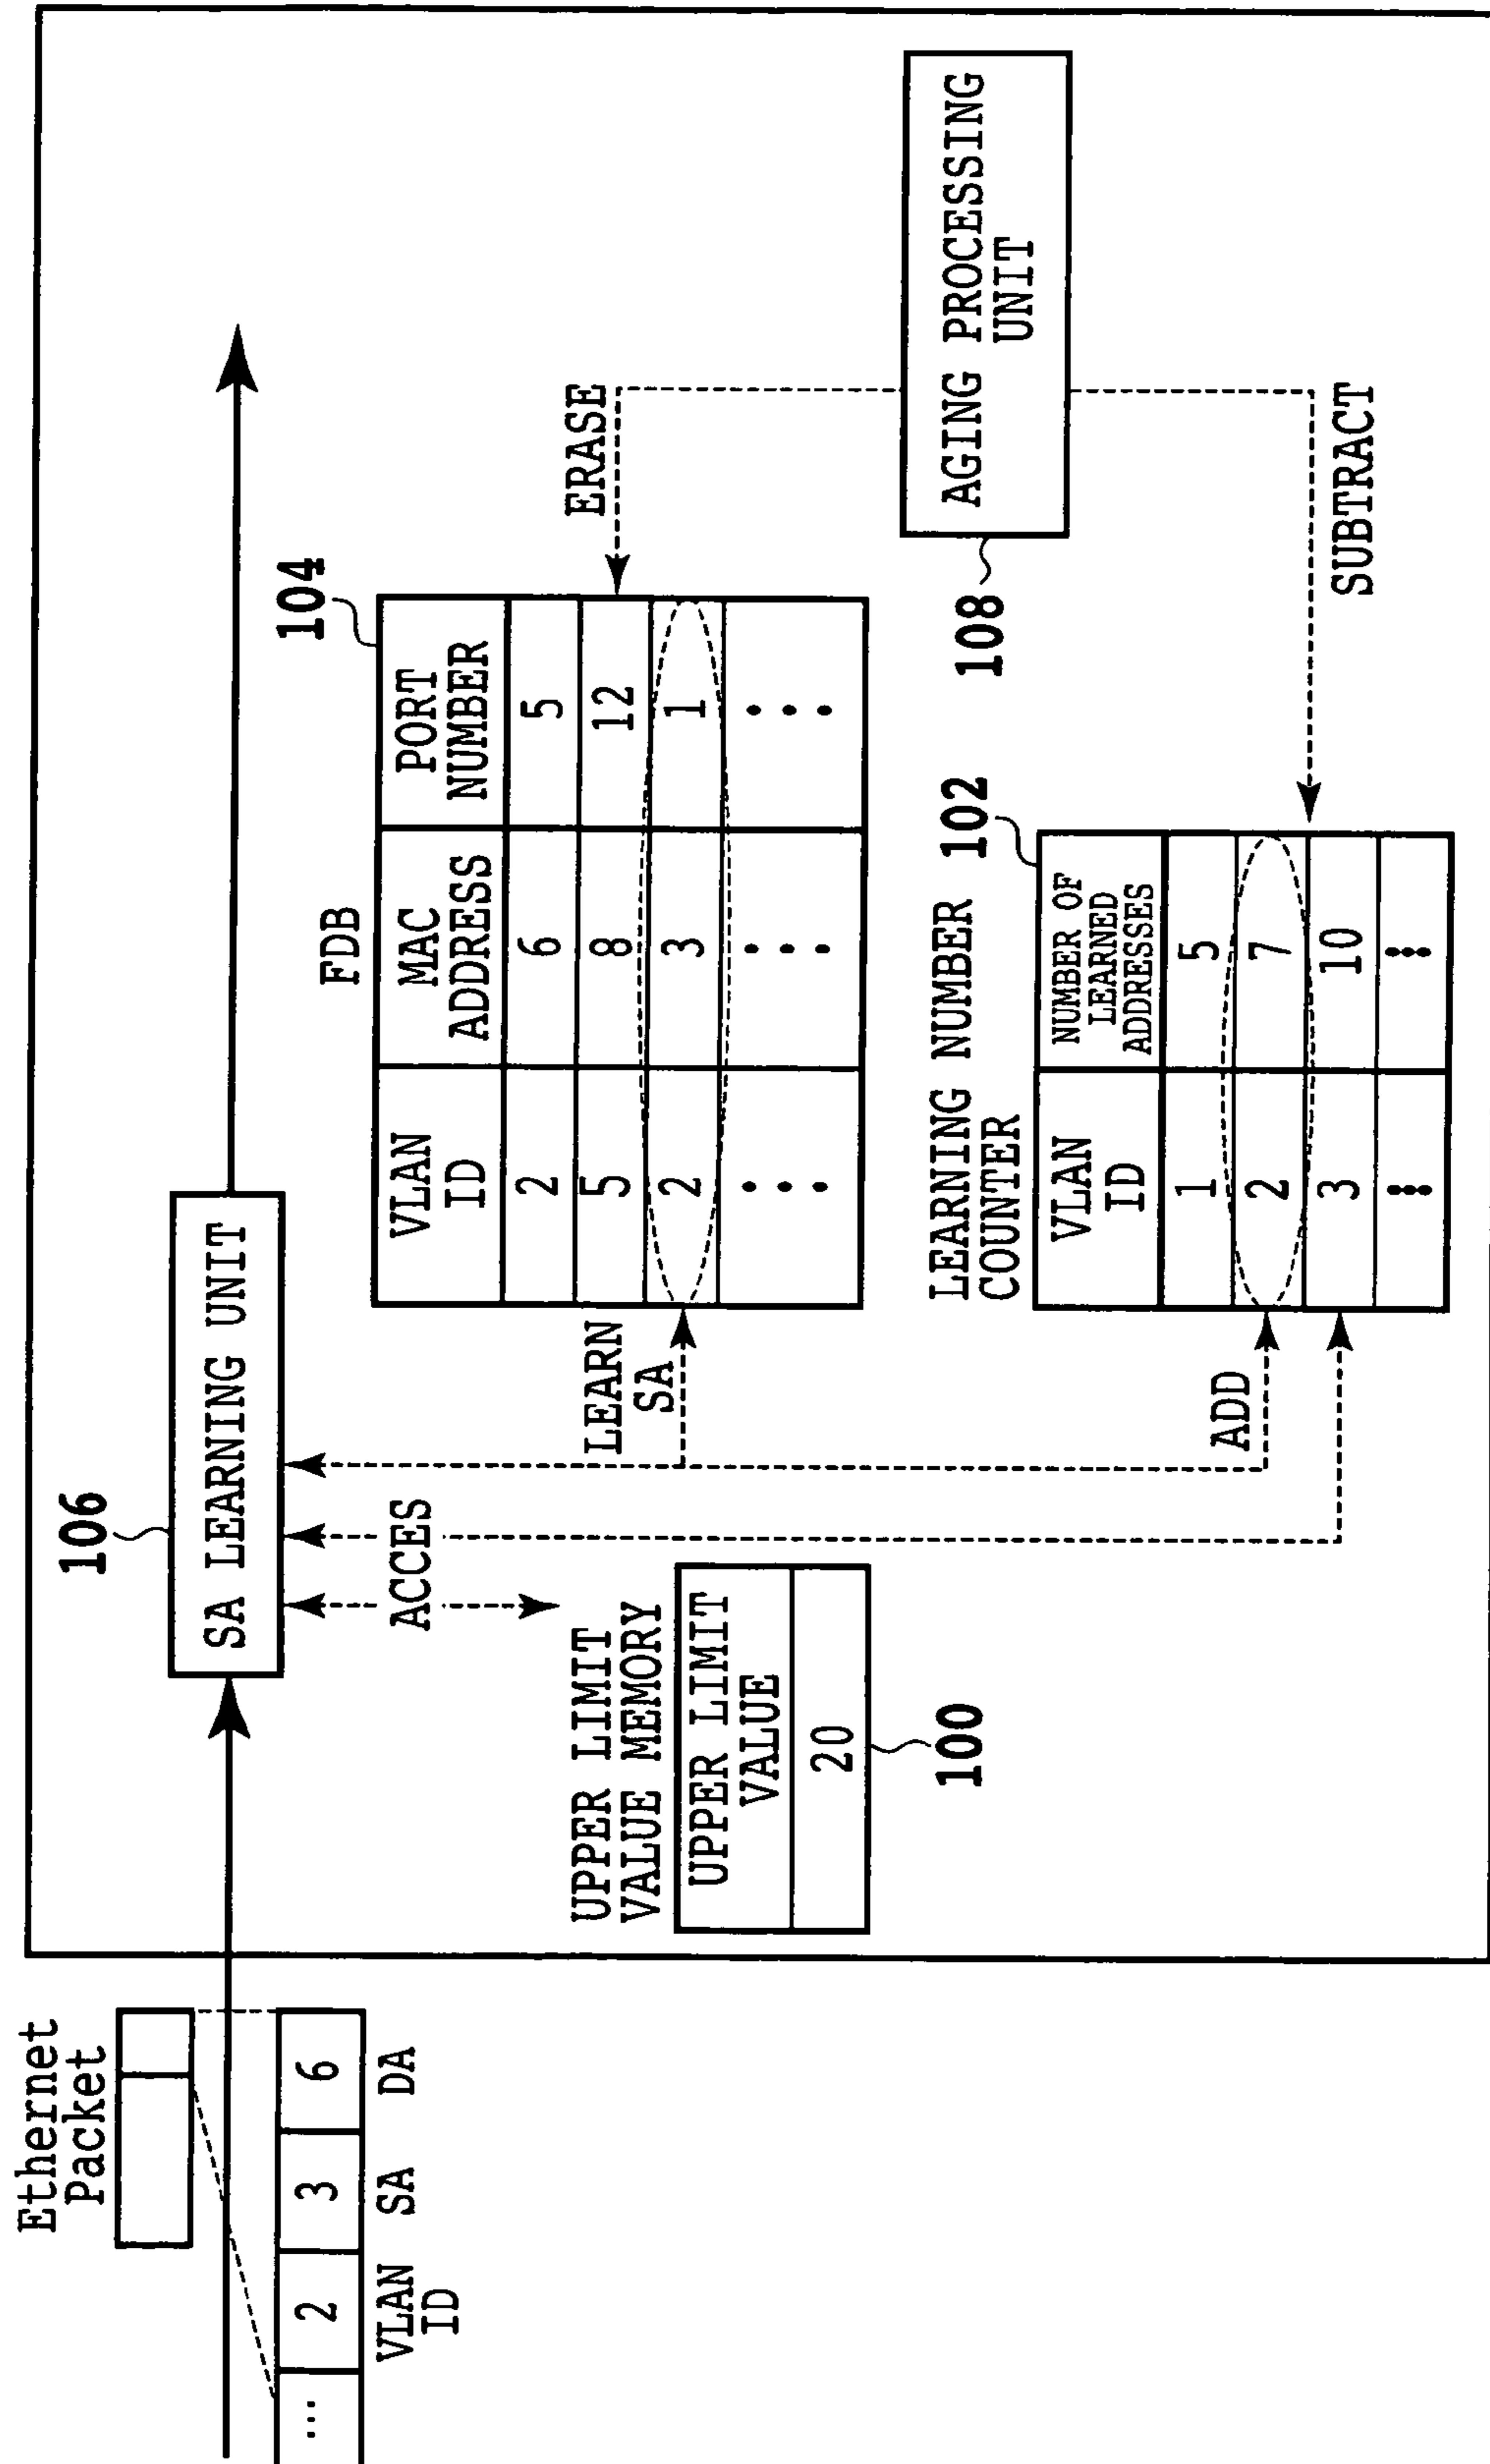 Ethernet
Packet
... 2 3 6
VLAN
ID
SA
DA
106
SA LEARNING UNIT
ACCES
UPPER LIMIT
VALUE MEMORY
UPPER LIMIT
VALUE
20
100
LEARN
SA
ADD
FDB
104
VLAN
ID
MAC
ADDRESS
PORT
NUMBER
2 6 5
5 8 12
2 3 1
ERASE
LEARNING NUMBER
COUNTER
102
VLAN
ID
NUMBER OF
LEARNED
ADDRESSES
1 5
2 7
3 10
108
AGING PROCESSING
UNIT
SUBTRACT